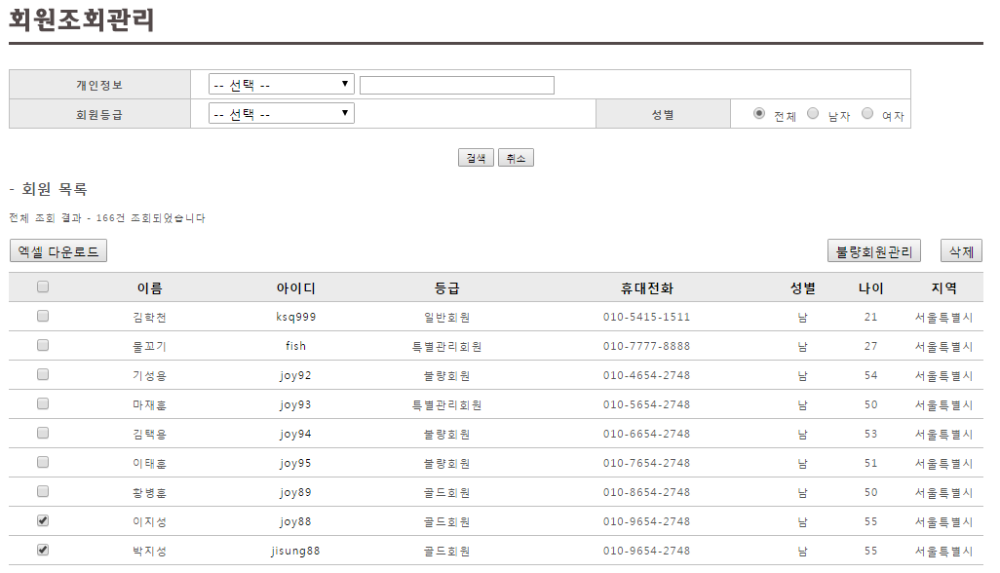 회원조회관리
개인정보 -- 선택 --
회원등급 -- 선택 -- 성별 전체 남자 여자
검색 취소
- 회원 목록
전체 조회 결과 - 166건 조회되었습니다
엑셀 다운로드 불량회원관리 삭제
이름 아이디 등급 휴대전화 성별 나이 지역
김학천 ksq999 일반회원 010-5415-1511 남 21 서울특별시
물꼬기 fish 특별관리회원 010-7777-8888 남 27 서울특별시
기성용 joy92 불량회원 010-4654-2748 남 54 서울특별시
마재훈 joy93 특별관리회원 010-5654-2748 남 50 서울특별시
김택용 joy94 불량회원 010-6654-2748 남 53 서울특별시
이태훈 joy95 불량회원 010-7654-2748 남 51 서울특별시
황병훈 joy89 골드회원 010-8654-2748 남 50 서울특별시
이지성 joy88 골드회원 010-9654-2748 남 55 서울특별시
박지성 jisung88 골드회원 010-9654-2748 남 55 서울특별시